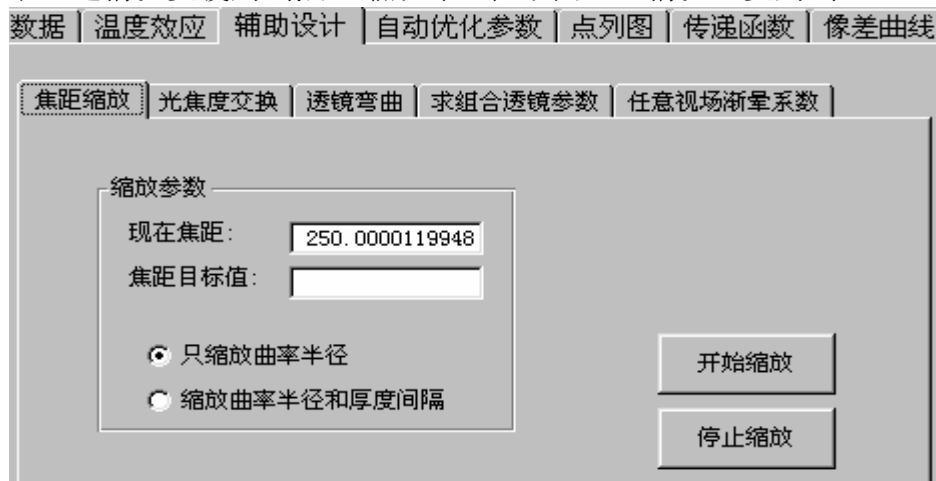 数据 温度效应 辅助设计 自动优化参数 点列图 传递函数 像差曲线
焦距缩放 光焦度交换 透镜弯曲 求组合透镜参数 任意视场渐晕系数
缩放参数
现在焦距: 250.0000119948
焦距目标值:
只缩放曲率半径
缩放曲率半径和厚度间隔
开始缩放
停止缩放